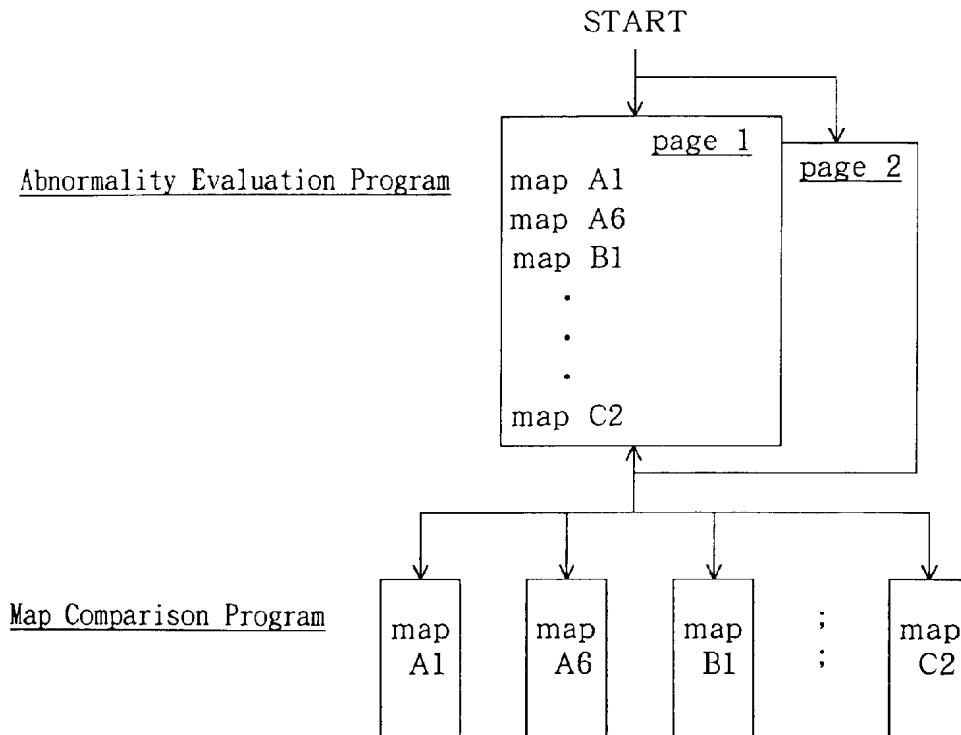 START
page 1
page 2
Abnormality Evaluation Program
map A1
map A6
map B1
.
.
.
map C2
Map Comparison Program
map
A1
map
A6
map
B1
;
;
map
C2